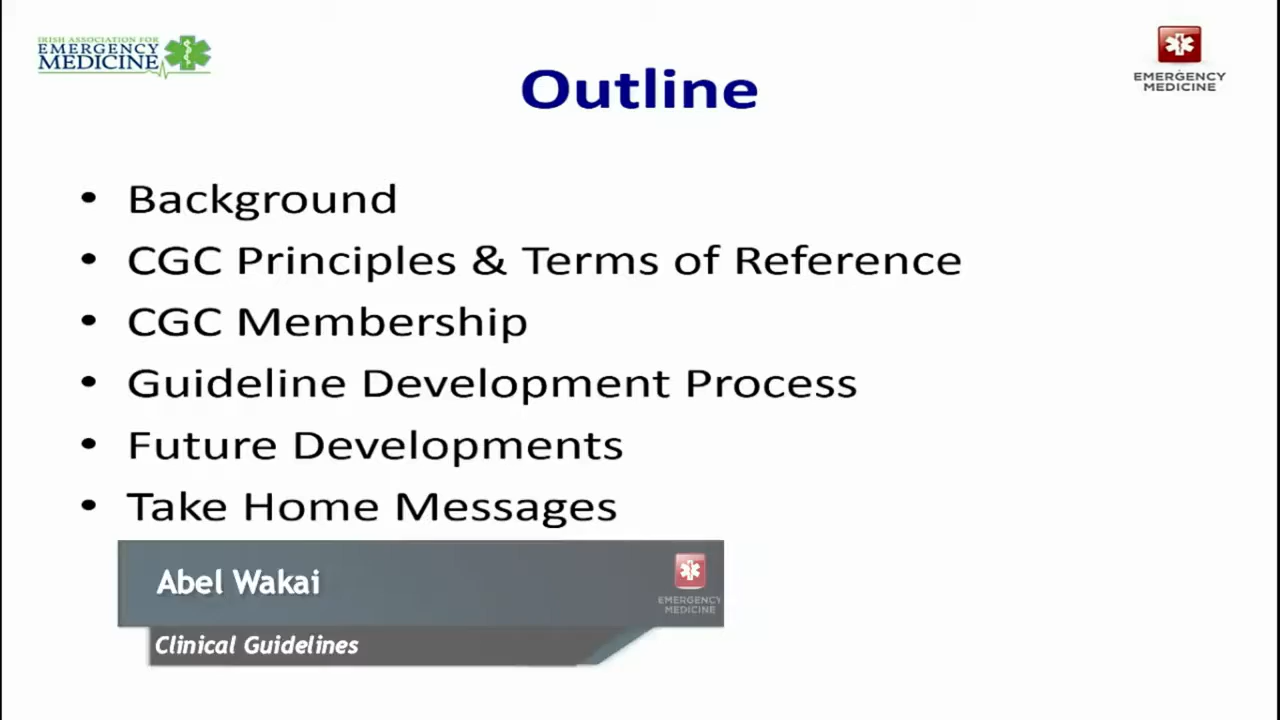 IRISH ASSOCIATION FOR
EMERGENCY
MEDICINE
EMERGENCY
MEDICINE
Outline
• Background
• CGC Principles & Terms of Reference
• CGC Membership
• Guideline Development Process
• Future Developments
• Take Home Messages
Abel Wakai
EMERGENCY
MEDICINE
Clinical Guidelines